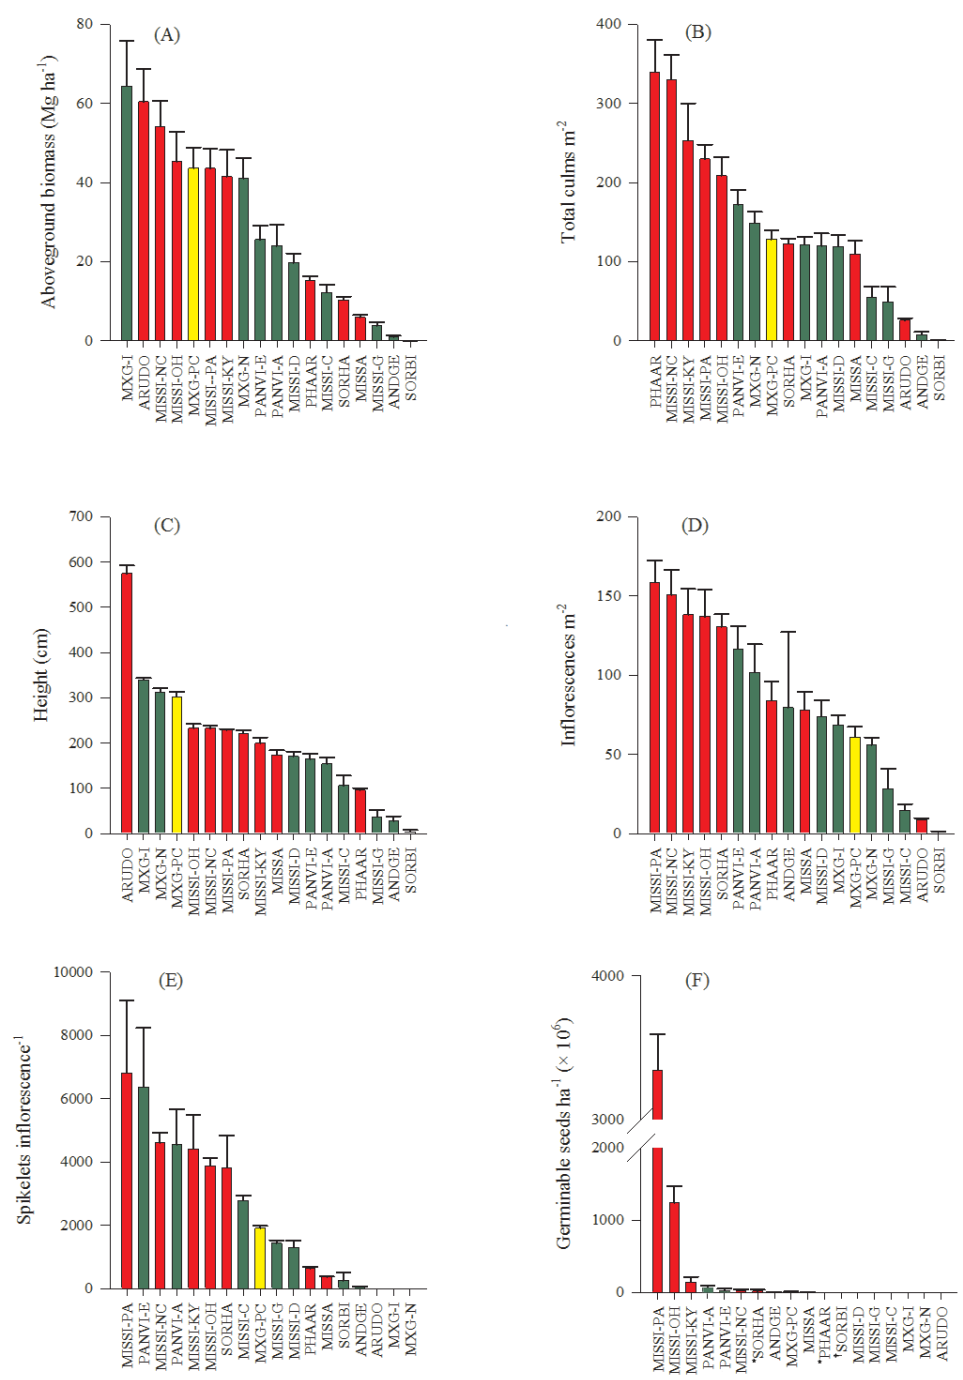 (A)
Aboveground biomass (Mg ha⁻¹)
80
60
40
20
0
MXG-I
ARUDO
MISSI-NC
MISSI-OH
MXG-PC
MISSI--PA
MISSI-KY
MXG-N
PANVI-E
PANVI-A
MISSI-D
PHAAR
MISSI-C
SORHA
MISSA
MISSI-G
ANDGE
SORBI
(B)
Total culms m⁻²
400
300
200
100
0
PHAAR
MISSI-NC
MISSI-KY
MISSI-PA
MISSI-OH
PANVI-E
MXG-N
MXG-PC
SORHA
MXG-I
PANVI-A
MISSI-D
MISSA
MISSI-C
MISSI-G
ARUDO
ANDGE
SORBI
(C)
Height (cm)
700
600
500
400
300
200
100
0
ARUDO
MXG-I
MXG-N
MXG-PC
MISSI-OH
MISSI-NC
MISSI-PA
SORHA
MISSI-KY
MISSA
MISSI-D
PANVI-E
PANVI-A
MISSI-C
PHAAR
MISSI-G
ANDGE
SORBI
(D)
Inflorescences m⁻²
200
150
100
50
0
MISSI-PA
MISSI-NC
MISSI-KY
MISSI-OH
SORHA
PANVI-E
PANVI-A
PHAAR
ANDGE
MISSA
MISSI-D
MXG-I
MXG-PC
MXG-N
MISSI-G
MISSI-C
ARUDO
SORBI
(E)
Spikelets inflorescence⁻¹
10000
8000
6000
4000
2000
0
MISSI-PA
PANVI-E
MISSI-NC
PANVI-A
MISSI-KY
MISSI-OH
SORHA
MISSI-C
MXG-PC
MISSI-G
MISSI-D
PHAAR
MISSA
SORBI
ANDGE
ARUDO
MXG-I
MXG-N
(F)
Germinable seeds ha⁻¹ (× 10⁶)
4000
3000
2000
1000
0
MISSI-PA
MISSI-OH
MISSI-KY
PANVI-A
PANVI-E
MISSI-NC
*SORHA
ANDGE
MXG-PC
MISSA
*PHAAR
†SORBI
MISSI-D
MISSI-G
MISSI-C
MXG-I
MXG-N
ARUDO